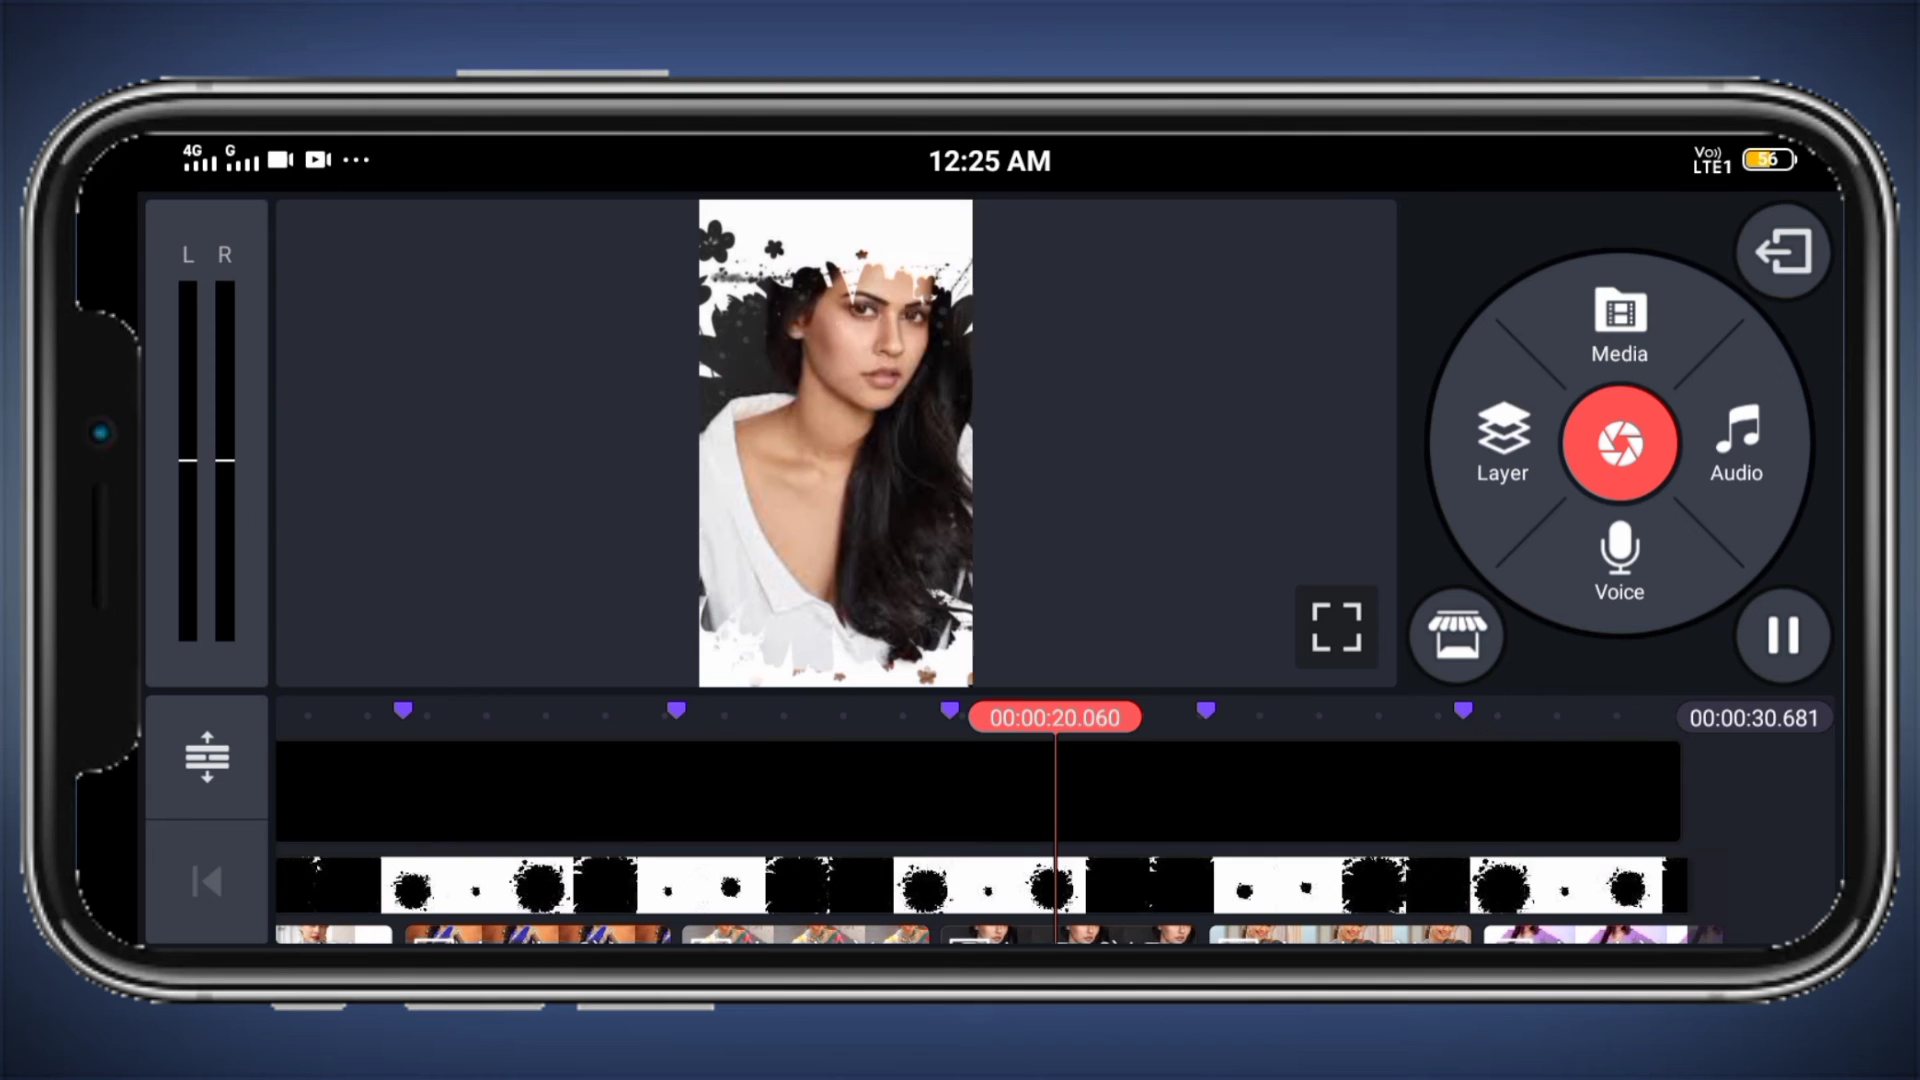 4G G 12:25 AM Vo)) LTE1 56
L R
Media
Layer
Audio
Voice
00:00:20.060
00:00:30.681